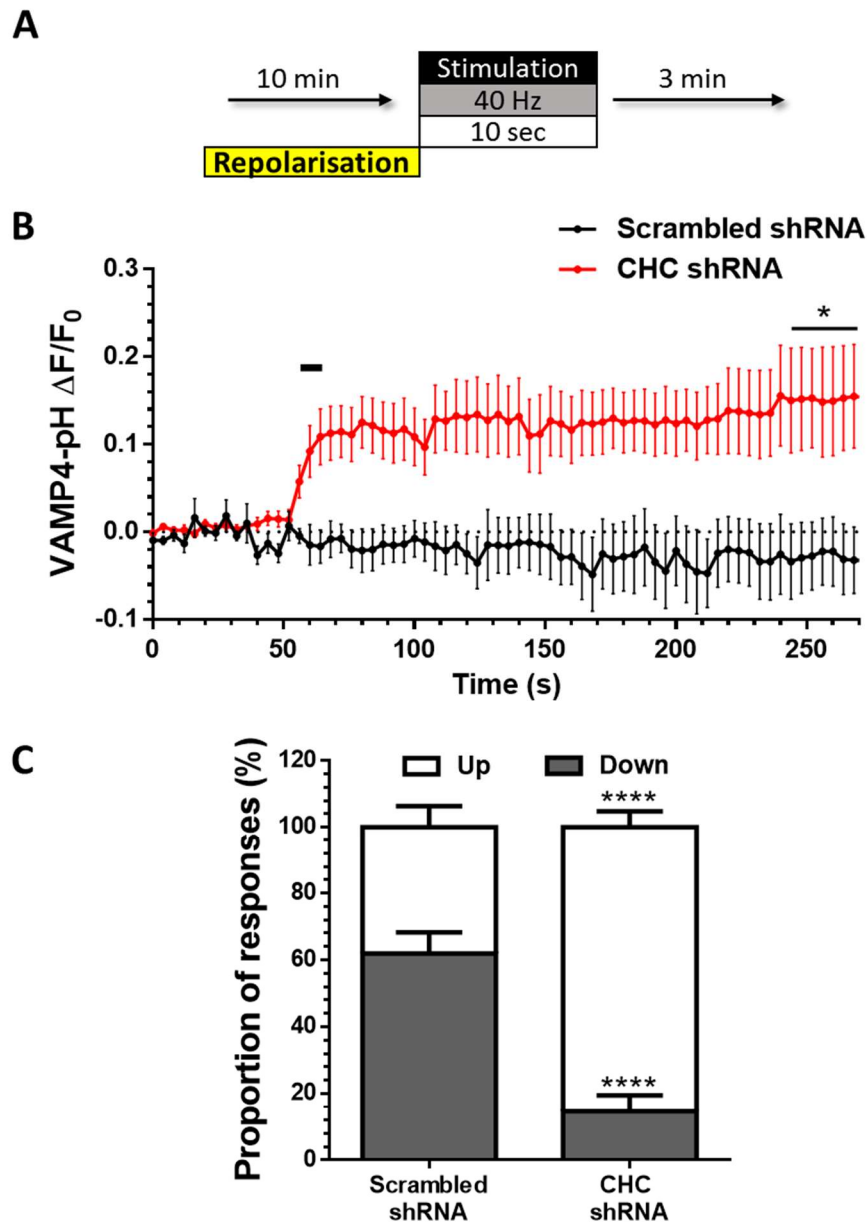 A
10 min
Stimulation
3 min
40 Hz
10 sec
Repolarisation
B
Scrambled shRNA
CHC shRNA
*
0.3
0.2
0.1
0.0
-0.1
VAMP4-pH ΔF/F0
0 50 100 150 200 250
Time (s)
C
Up Down
**** 
****
120
100
80
60
40
20
0
Proportion of responses (%)
Scrambled
shRNA
CHC
shRNA